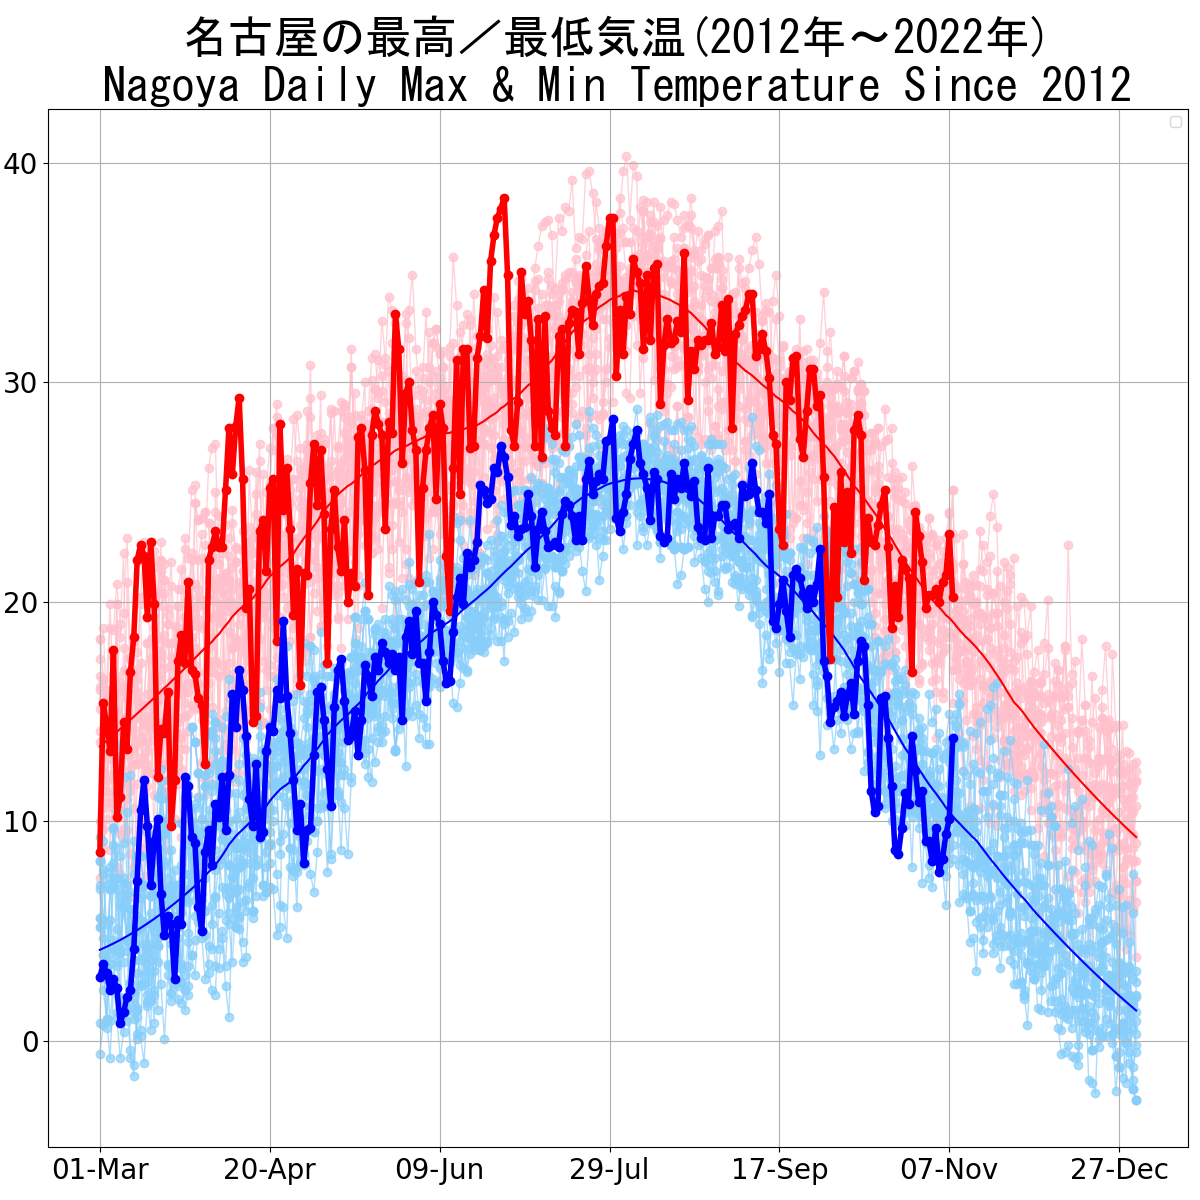 名古屋の最高／最低気温(2012年～2022年)
Nagoya Daily Max & Min Temperature Since 2012
40
30
20
10
0
01-Mar 20-Apr 09-Jun 29-Jul 17-Sep 07-Nov 27-Dec